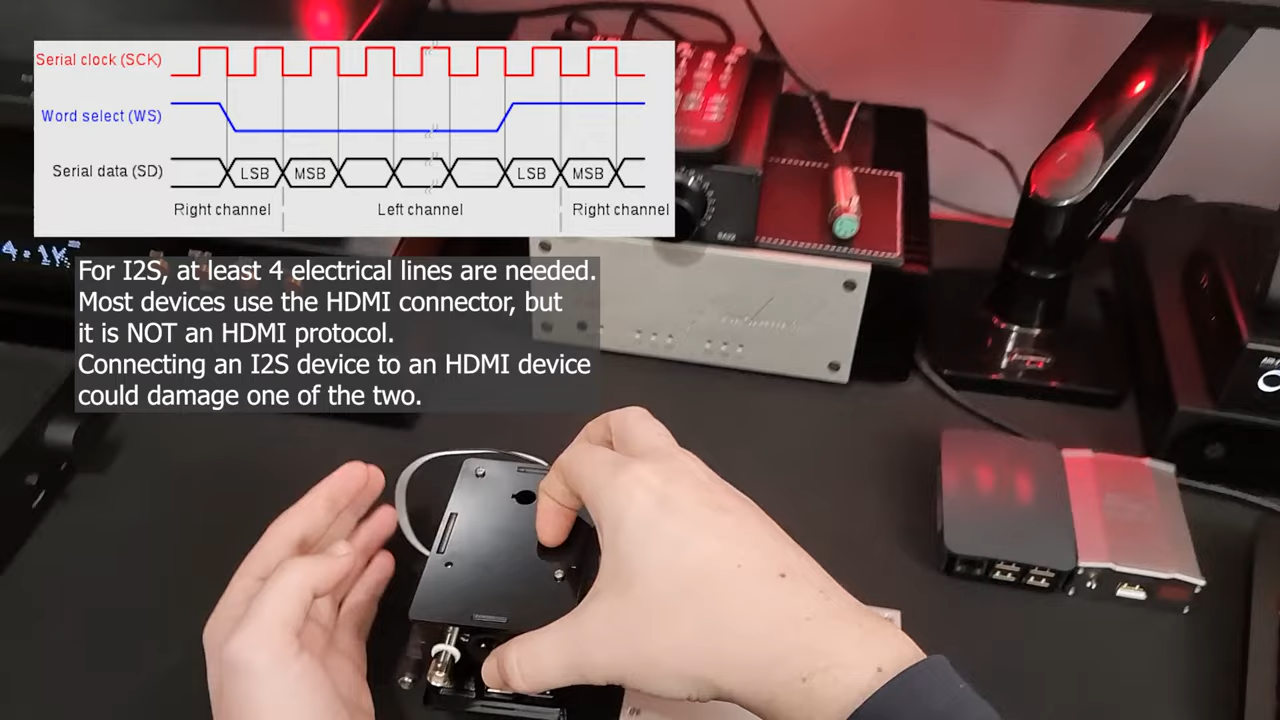 Serial clock (SCK)
Word select (WS)
Serial data (SD)
LSB MSB LSB MSB
Right channel Left channel Right channel
For I2S, at least 4 electrical lines are needed.
Most devices use the HDMI connector, but
it is NOT an HDMI protocol.
Connecting an I2S device to an HDMI device
could damage one of the two.